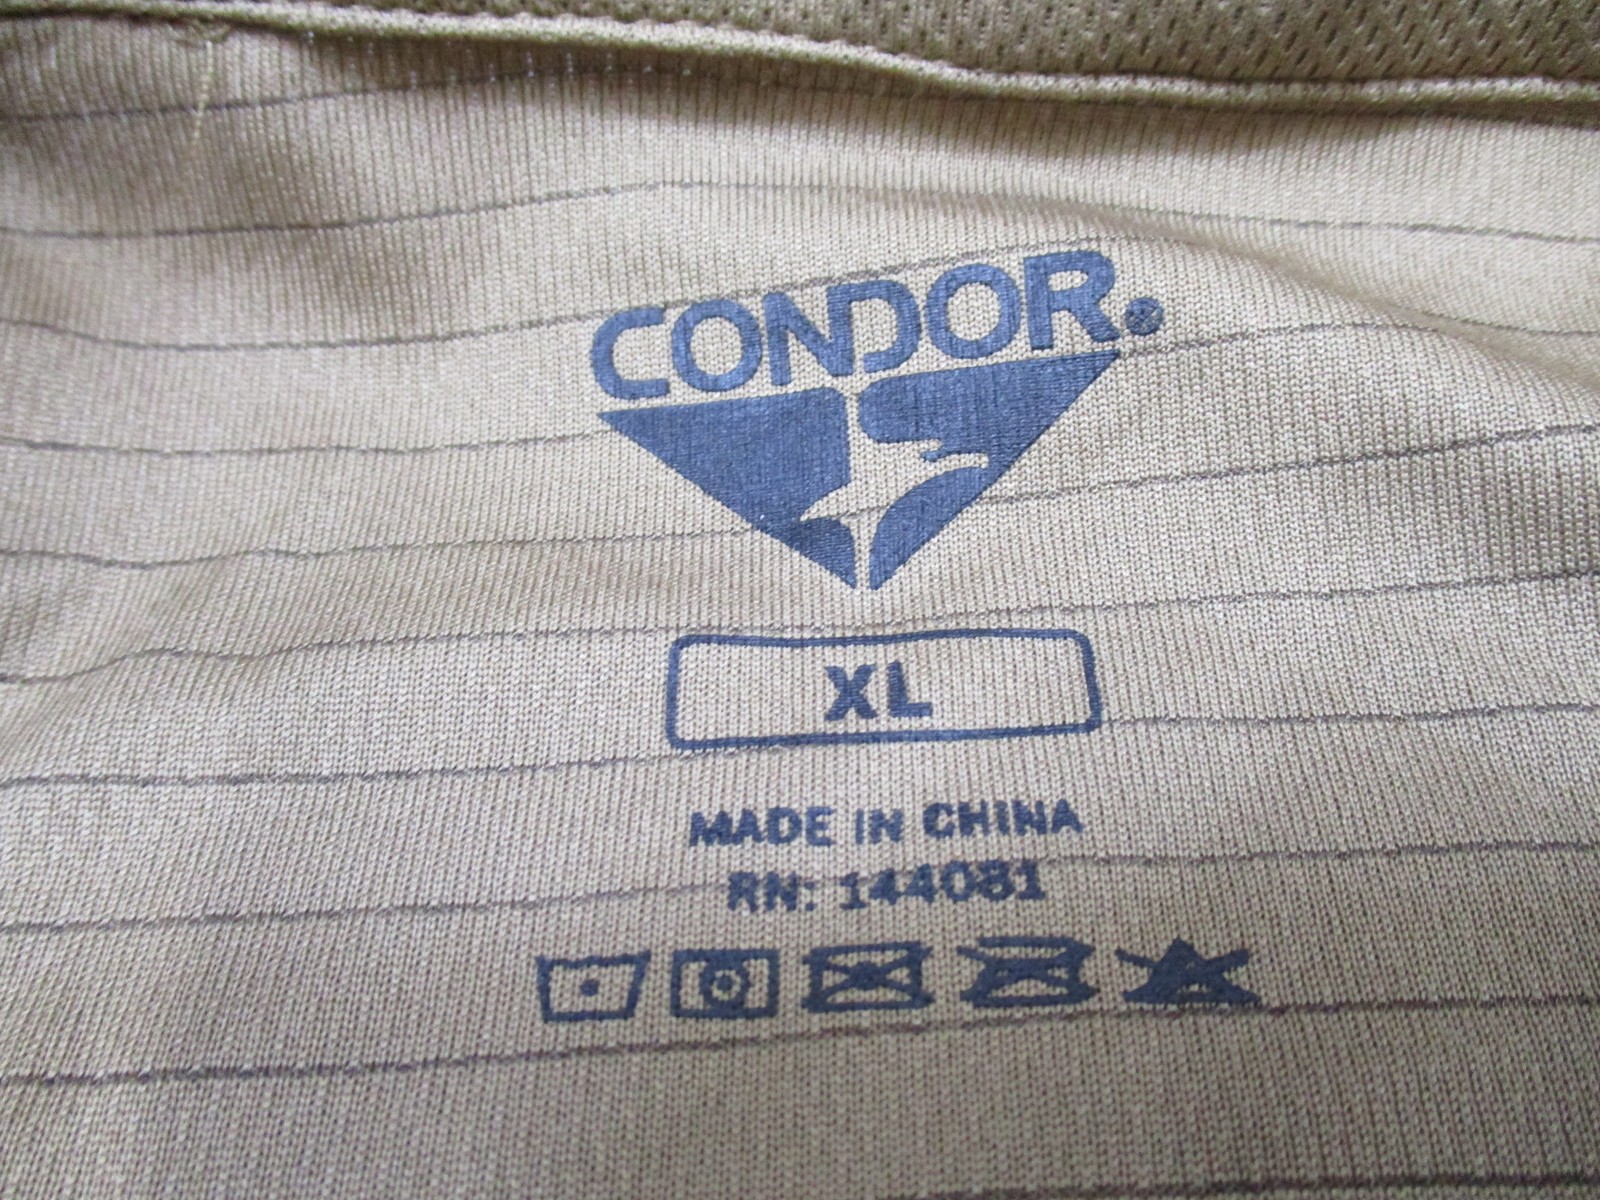 CONDOR
XL
MADE IN CHINA
RN: 144081